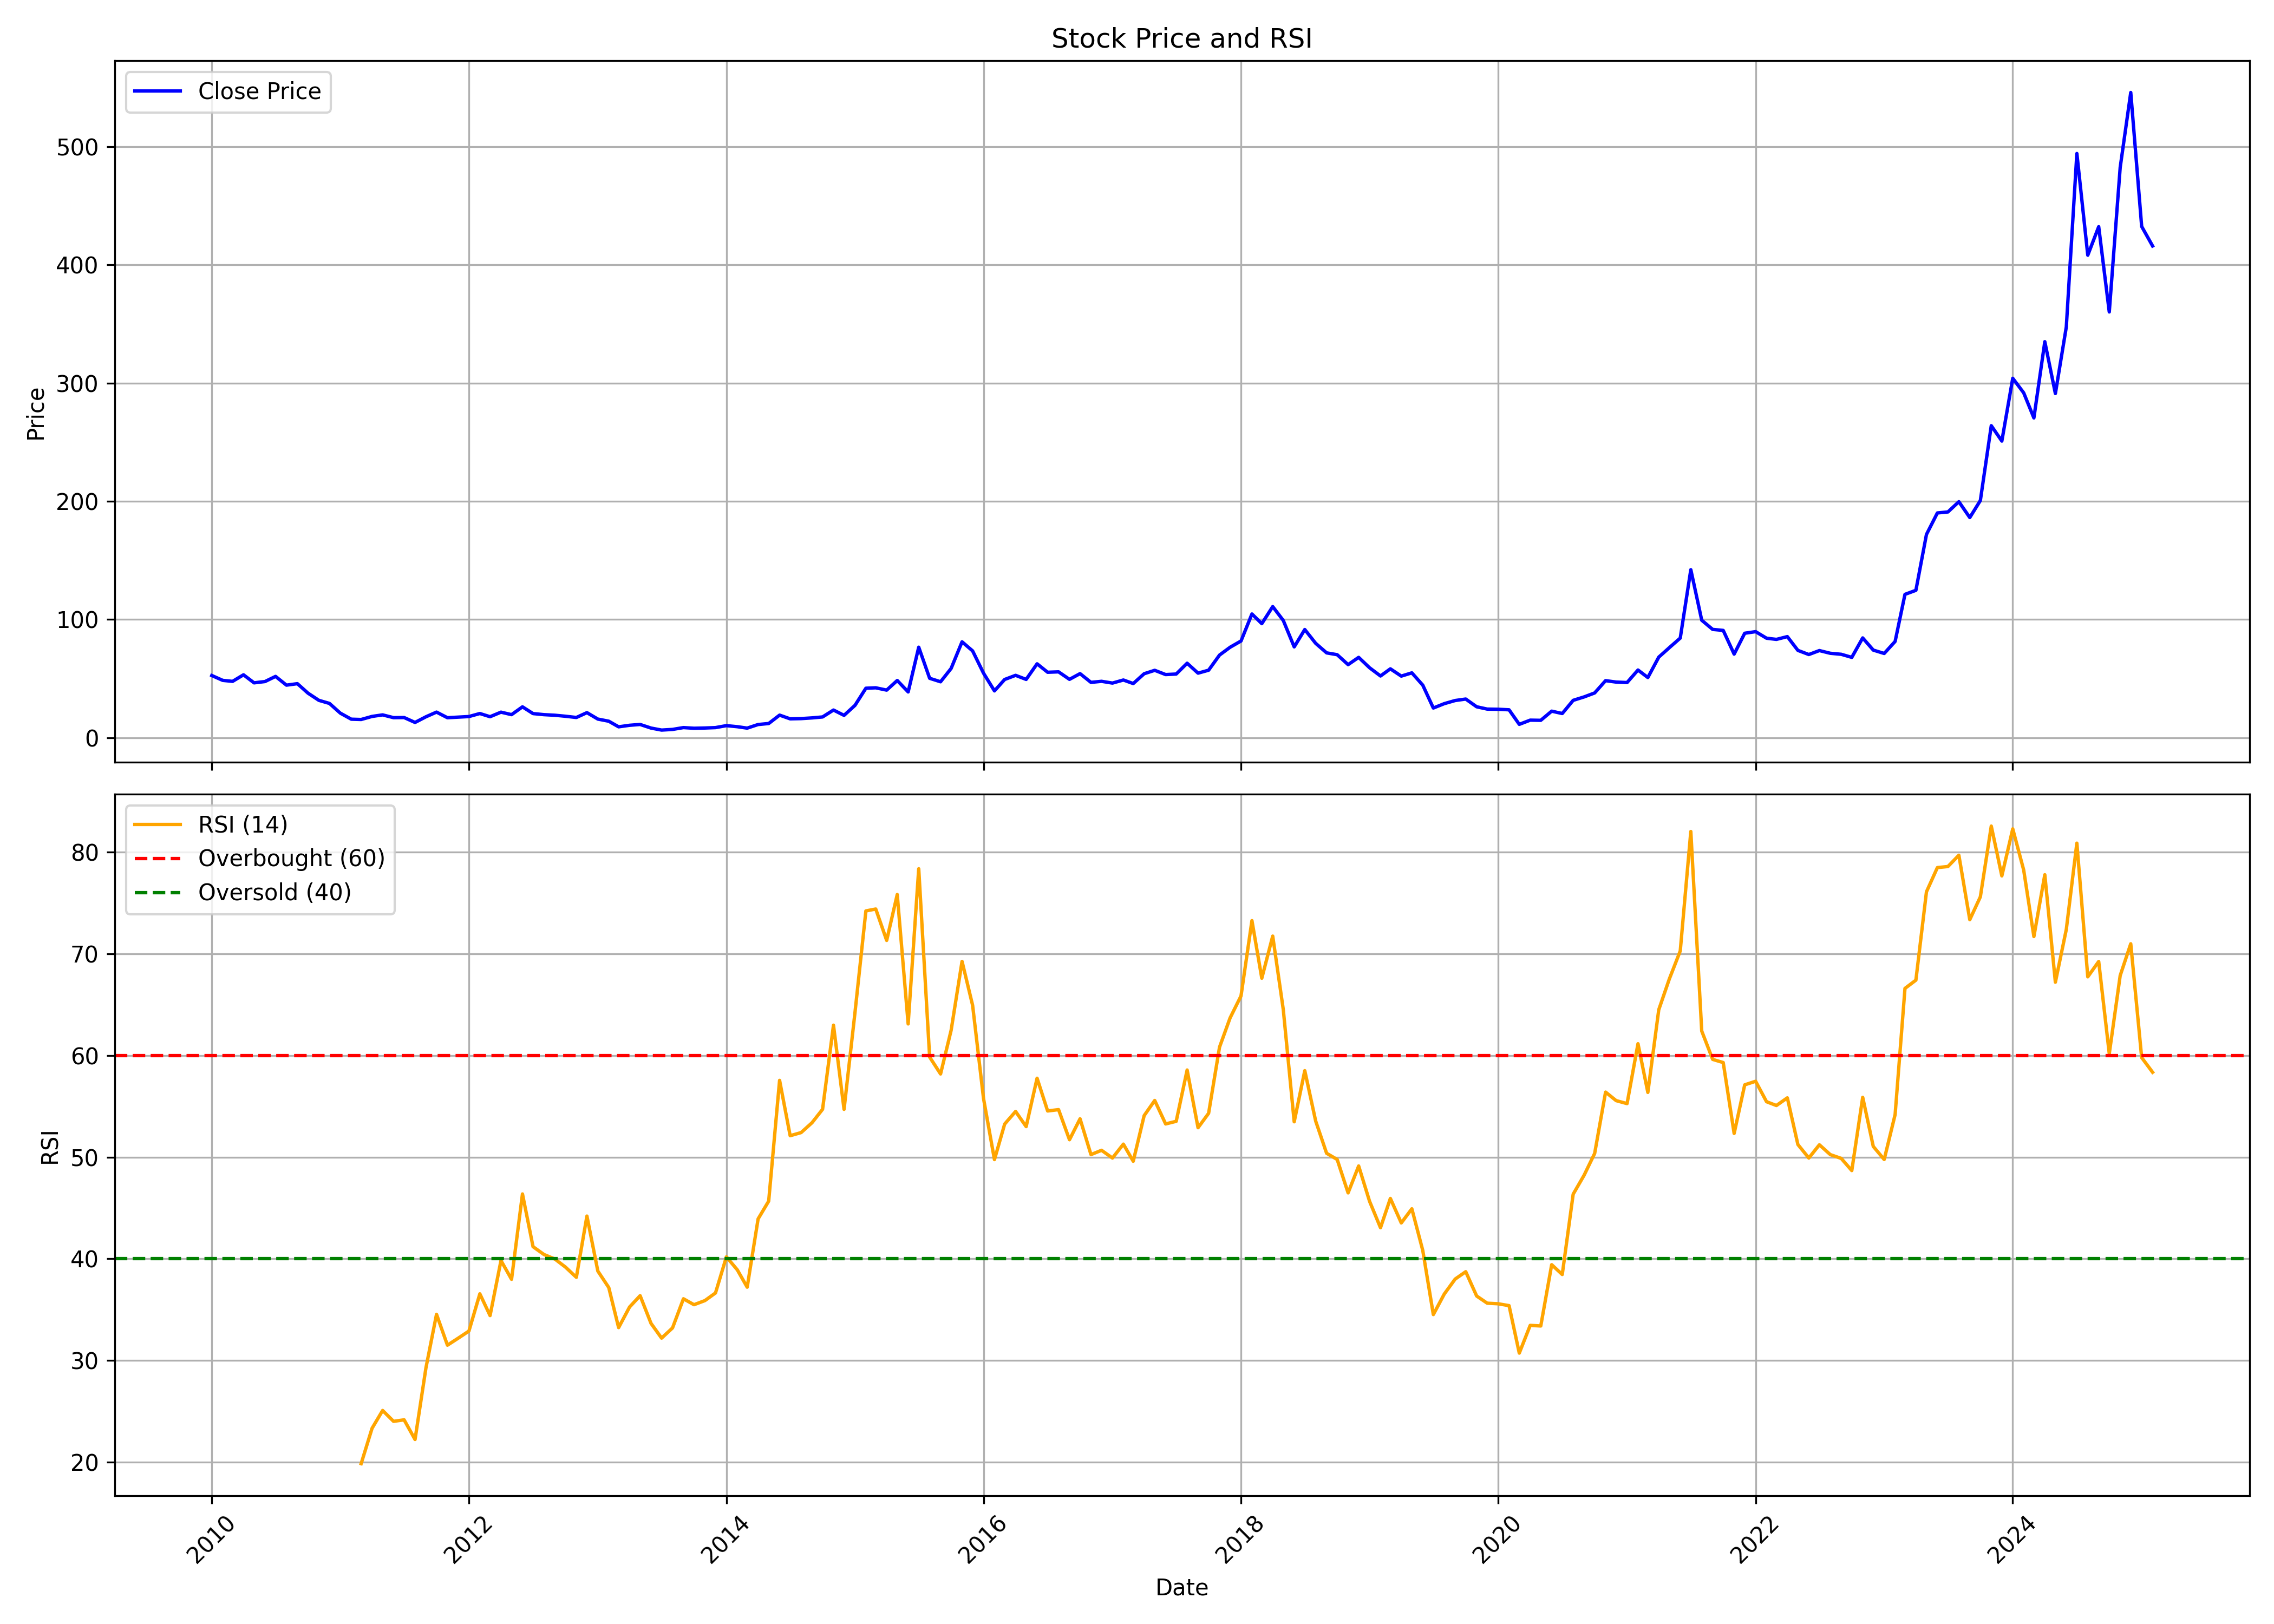 Stock Price and RSI
Close Price
Price
500
400
300
200
100
0
RSI (14)
Overbought (60)
Oversold (40)
RSI
80
70
60
50
40
30
20
2010
2012
2014
2016
2018
2020
2022
2024
Date